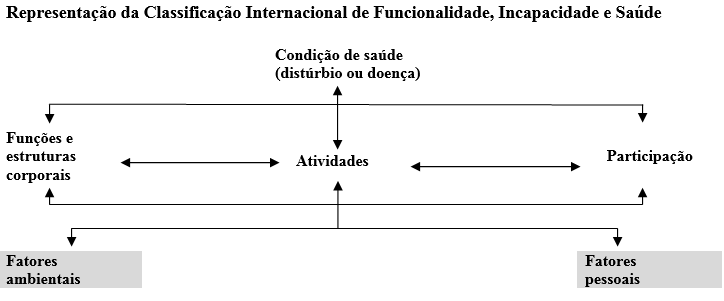 Representação da Classificação Internacional de Funcionalidade, Incapacidade e Saúde
Condição de saúde
(distúrbio ou doença)
Funções e
estruturas
corporais
Atividades
Participação
Fatores
ambientais
Fatores
pessoais